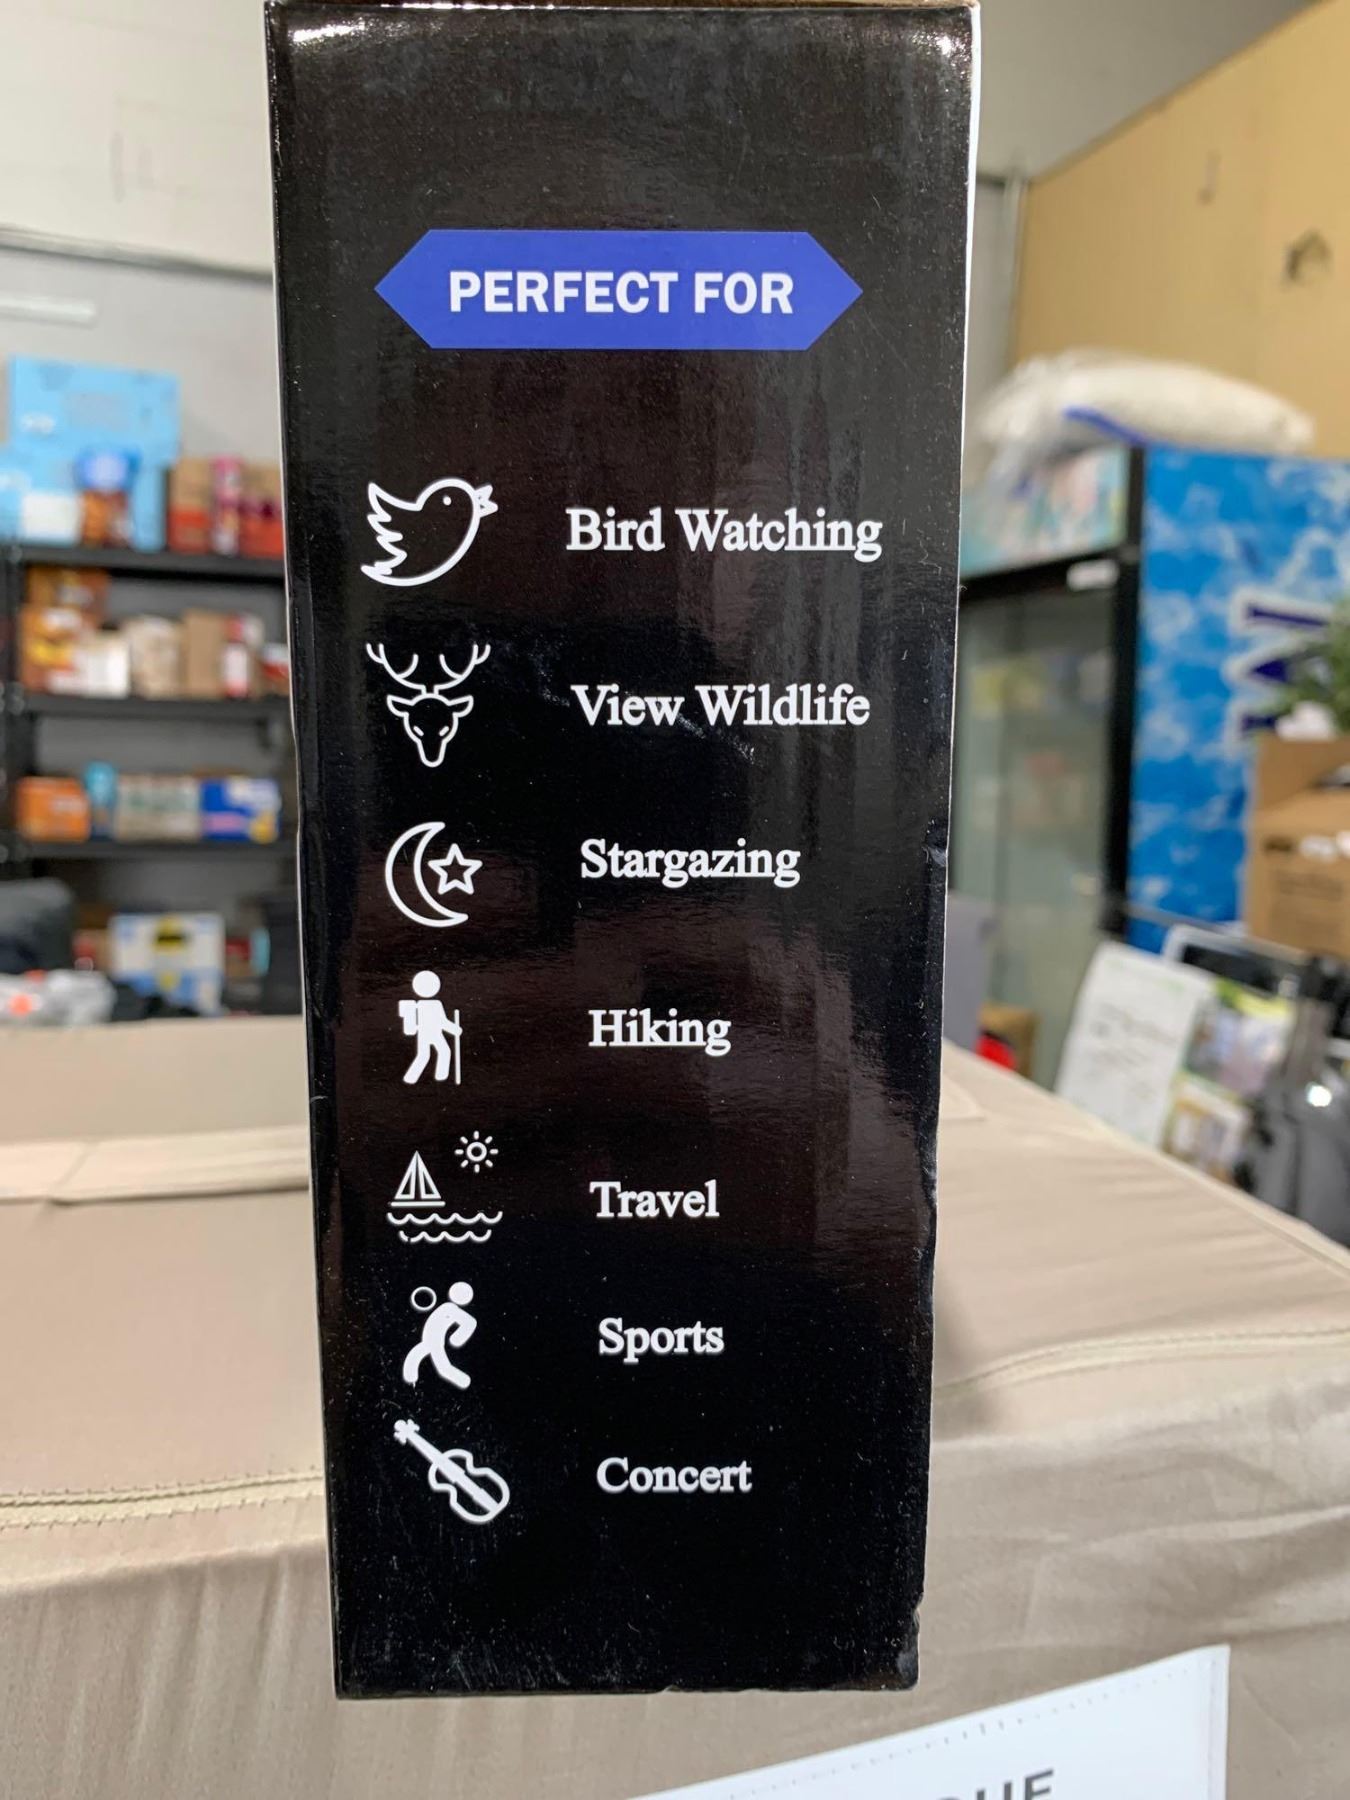 PERFECT FOR
Bird Watching
View Wildlife
Stargazing
Hiking
Travel
Sports
Concert